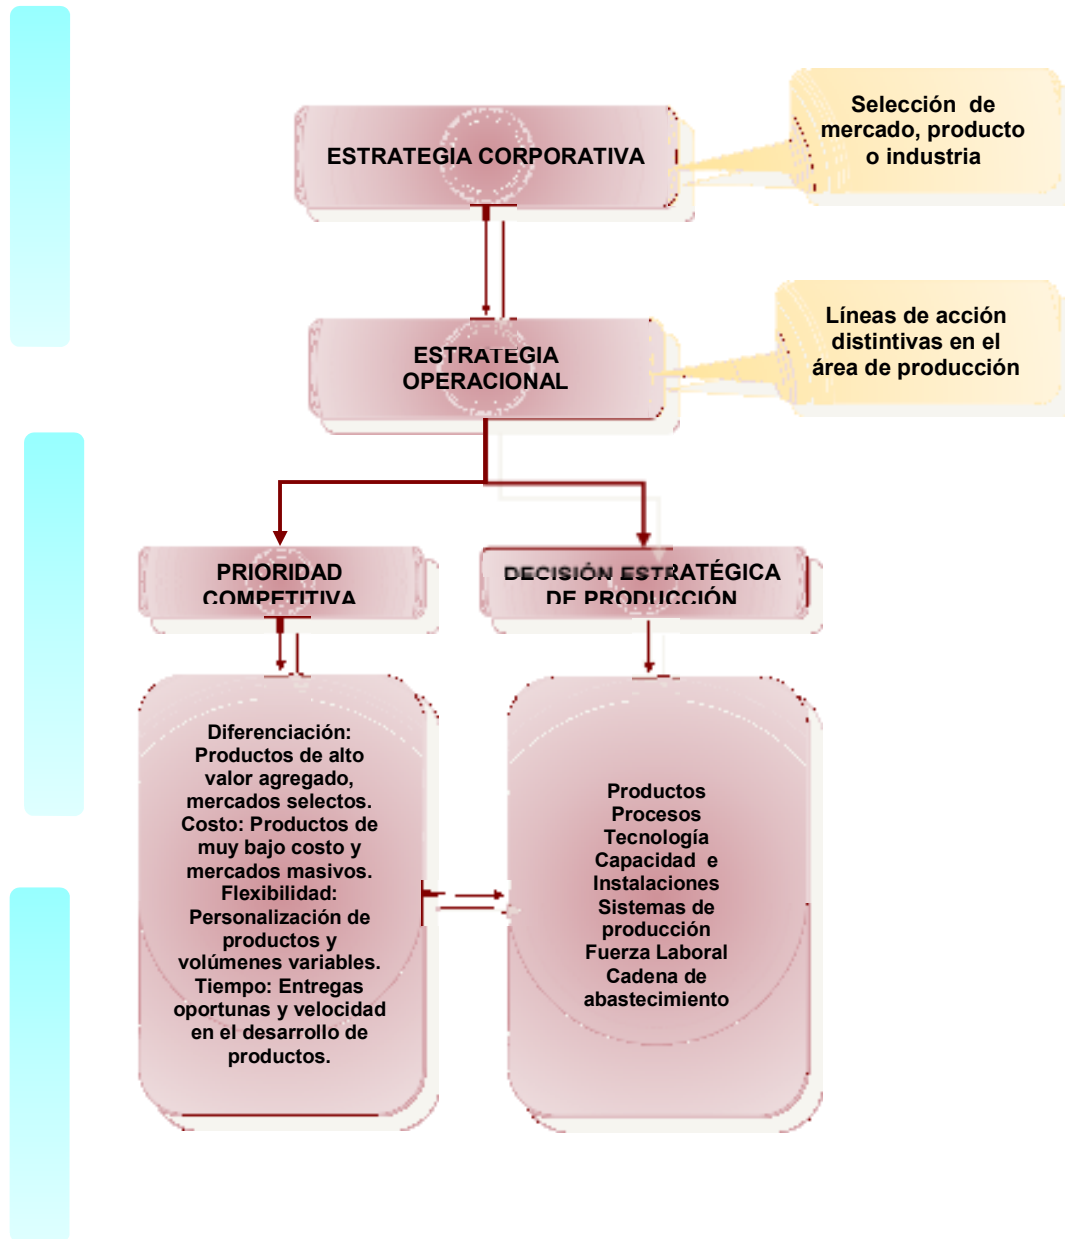 Selección de
mercado, producto
o industria
ESTRATEGIA CORPORATIVA
Líneas de acción
distintivas en el
área de producción
ESTRATEGIA
OPERACIONAL
PRIORIDAD
COMPETITIVA
DECISIÓN ESTRATÉGICA
DE PRODUCCIÓN
Diferenciación:
Productos de alto
valor agregado,
mercados selectos.
Costo: Productos de
muy bajo costo y
mercados masivos.
Flexibilidad:
Personalización de
productos y
volúmenes variables.
Tiempo: Entregas
oportunas y velocidad
en el desarrollo de
productos.
Productos
Procesos
Tecnología
Capacidad e
Instalaciones
Sistemas de
producción
Fuerza Laboral
Cadena de
abastecimiento